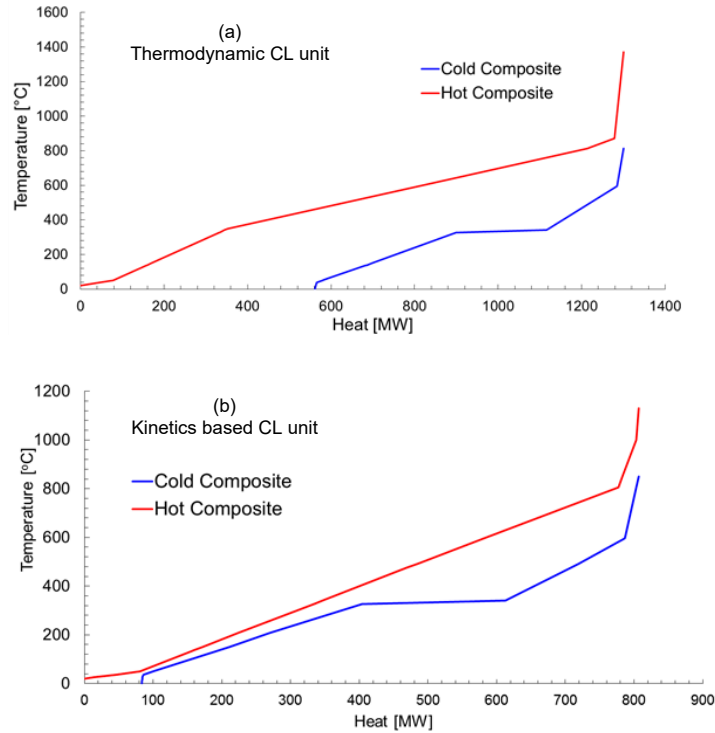 (a)
Thermodynamic CL unit
Temperature [°C]
1600
1400
1200
1000
800
600
400
200
0
Cold Composite
Hot Composite
0 200 400 600 800 1000 1200 1400
Heat [MW]
(b)
Kinetics based CL unit
Temperature [°C]
1200
1000
800
600
400
200
0
Cold Composite
Hot Composite
0 100 200 300 400 500 600 700 800 900
Heat [MW]